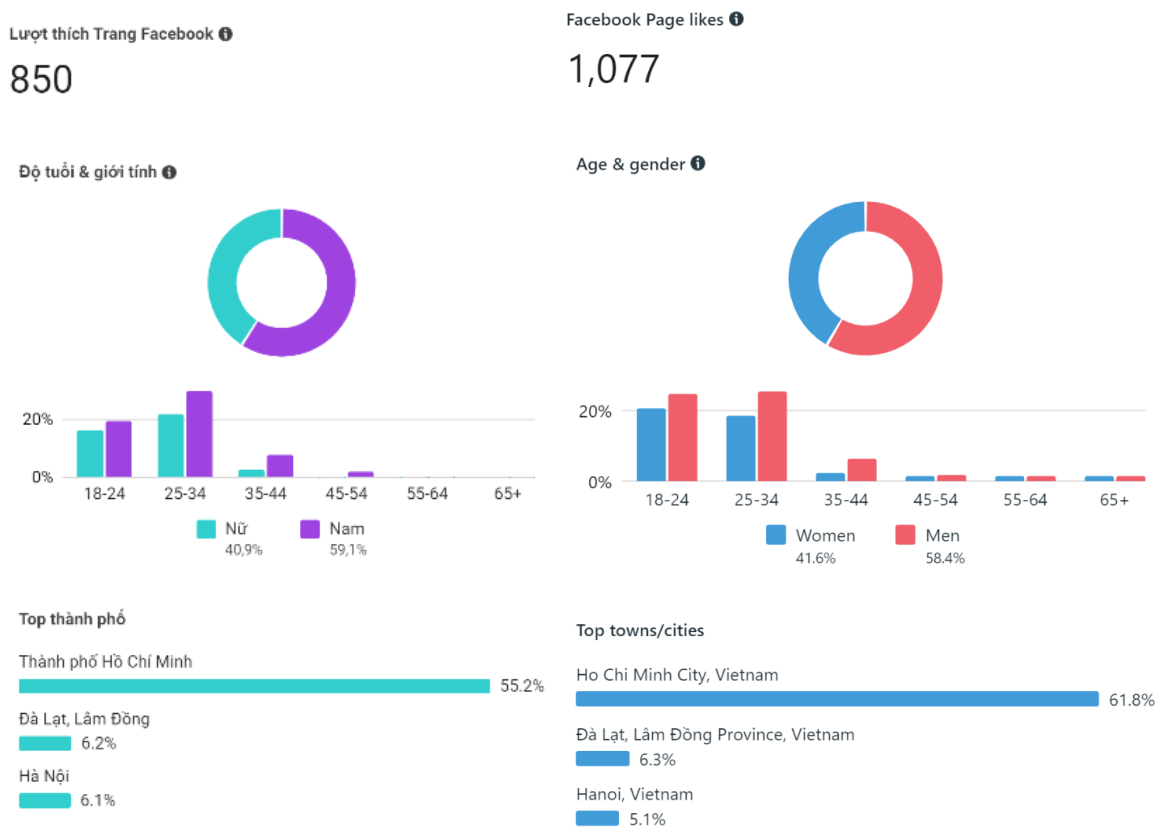 Lượt thích Trang Facebook
850
Độ tuổi & giới tính
20%
0%
18-24 25-34 35-44 45-54 55-64 65+
Nữ Nam
40,9% 59,1%
Top thành phố
Thành phố Hồ Chí Minh
55.2%
Đà Lạt, Lâm Đồng
6.2%
Hà Nội
6.1%
Facebook Page likes
1,077
Age & gender
20%
0%
18-24 25-34 35-44 45-54 55-64 65+
Women Men
41.6% 58.4%
Top towns/cities
Ho Chi Minh City, Vietnam
61.8%
Đà Lạt, Lâm Đồng Province, Vietnam
6.3%
Hanoi, Vietnam
5.1%